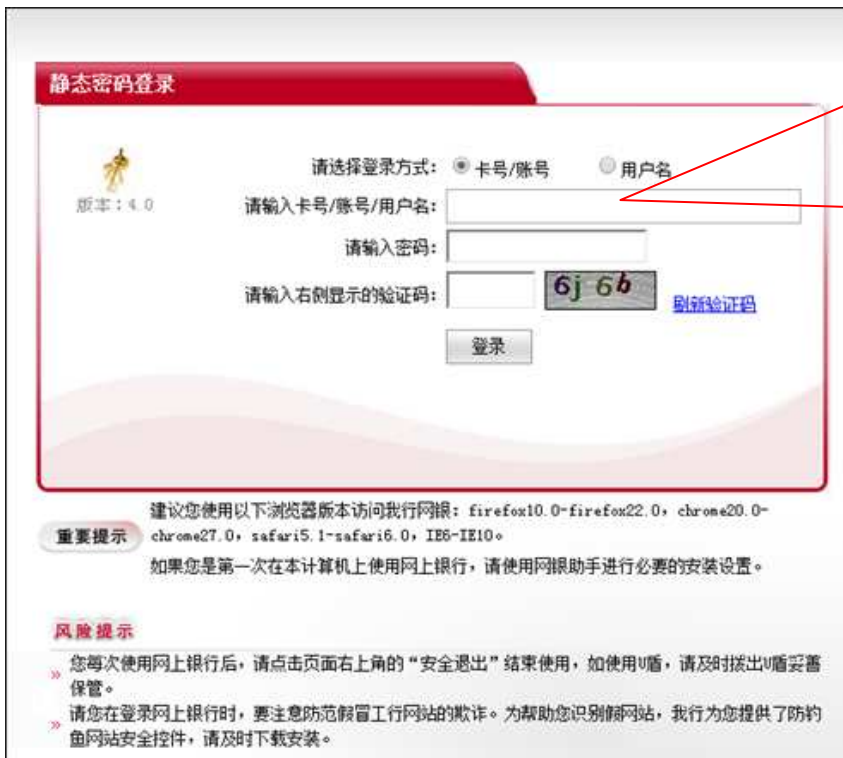 静态密码登录
请选择登录方式： 卡号/账号 用户名
版本：4.0
请输入卡号/账号/用户名：
请输入密码：
请输入右侧显示的验证码： 6j6b 刷新验证码
登录
建议您使用以下浏览器版本访问我行网银：firefox10.0-firefox22.0，chrome20.0-
重要提示 chrome27.0，safari5.1-safari6.0，IE6-IE10。
如果您是第一次在本计算机上使用网上银行，请使用网银助手进行必要的安装设置。
风险提示
» 您每次使用网上银行后，请点击页面右上角的“安全退出”结束使用，如使用U盾，请及时拔出U盾妥善
保管。
» 请您在登录网上银行时，要注意防范假冒工行网站的欺诈。为帮助您识别假网站，我行为您提供了防钓
鱼网站安全控件，请及时下载安装。